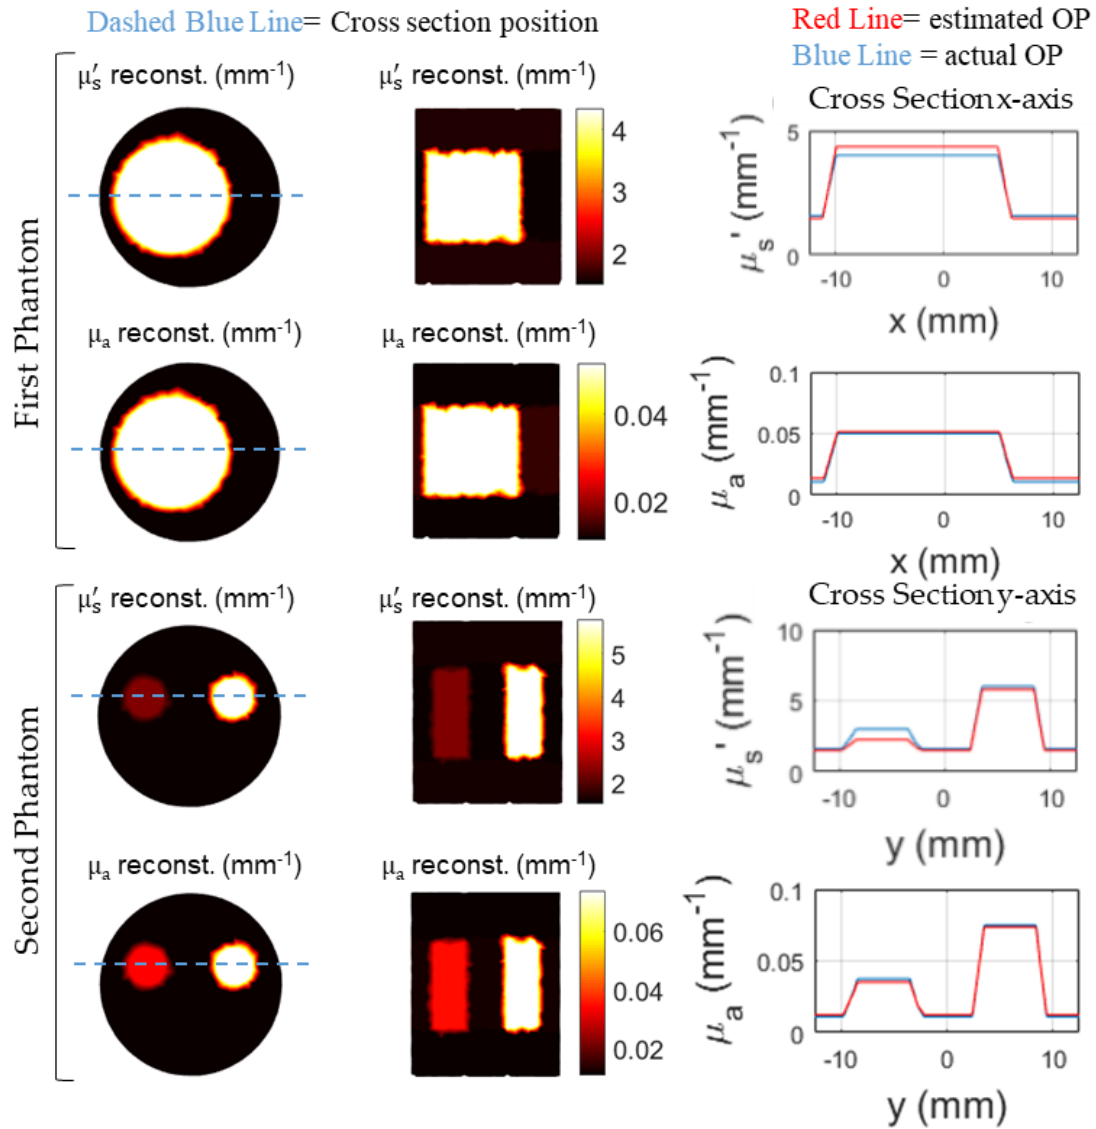 Dashed Blue Line= Cross section position
Red Line= estimated OP
Blue Line = actual OP
First Phantom
μ′s reconst. (mm-1)
μ′s reconst. (mm-1)
4
3
2
Cross Sectionx-axis
μs' (mm-1)
5
0
-10 0 10
x (mm)
μa reconst. (mm-1)
μa reconst. (mm-1)
0.04
0.02
μa (mm-1)
0.1
0.05
0
-10 0 10
x (mm)
Second Phantom
μ′s reconst. (mm-1)
μ′s reconst. (mm-1)
5
4
3
2
Cross Sectiony-axis
μs' (mm-1)
10
5
0
-10 0 10
y (mm)
μa reconst. (mm-1)
μa reconst. (mm-1)
0.06
0.04
0.02
μa (mm-1)
0.1
0.05
0
-10 0 10
y (mm)